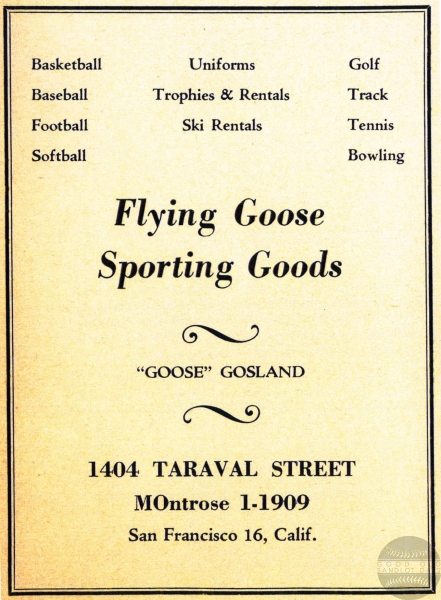 Basketball Uniforms Golf
Baseball Trophies & Rentals Track
Football Ski Rentals Tennis
Softball Bowling
Flying Goose
Sporting Goods
"GOOSE" GOSLAND
1404 TARAVAL STREET
MOntrose 1-1909
San Francisco 16, Calif.